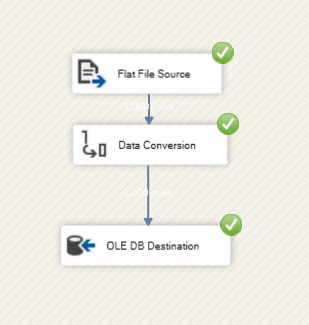 Flat File Source
Data Conversion
OLE DB Destination